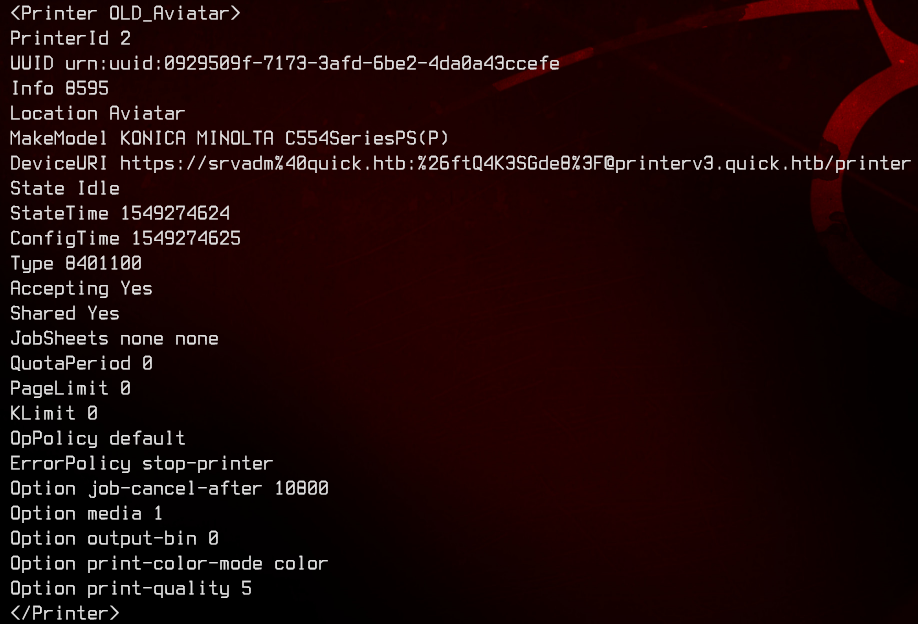 <Printer OLD_Aviatar>
PrinterId 2
UUID urn:uuid:0929509f-7173-3afd-6be2-4da0a43ccefe
Info 8595
Location Aviatar
MakeModel KONICA MINOLTA C554SeriesPS(P)
DeviceURI https://srvadm%40quick.htb:%26ftQ4K3SGde8%3F@printerv3.quick.htb/printer
State Idle
StateTime 1549274624
ConfigTime 1549274625
Type 8401100
Accepting Yes
Shared Yes
JobSheets none none
QuotaPeriod 0
PageLimit 0
KLimit 0
OpPolicy default
ErrorPolicy stop-printer
Option job-cancel-after 10800
Option media 1
Option output-bin 0
Option print-color-mode color
Option print-quality 5
</Printer>